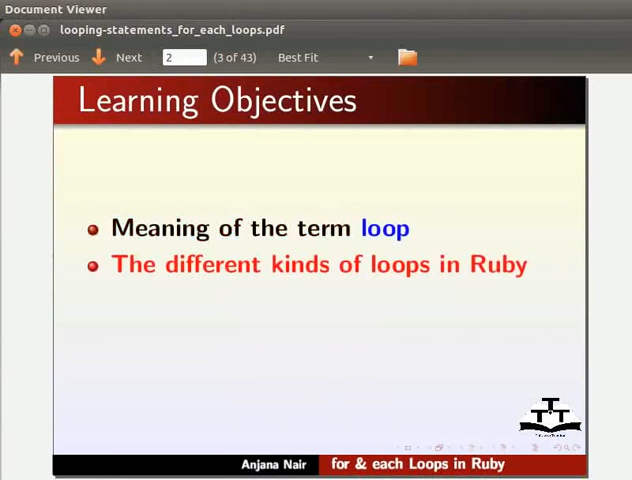 Document Viewer
looping-statements_for_each_loops.pdf
Previous Next 2 (3 of 43) Best Fit
Learning Objectives
Meaning of the term loop
The different kinds of loops in Ruby
Anjana Nair for & each Loops in Ruby